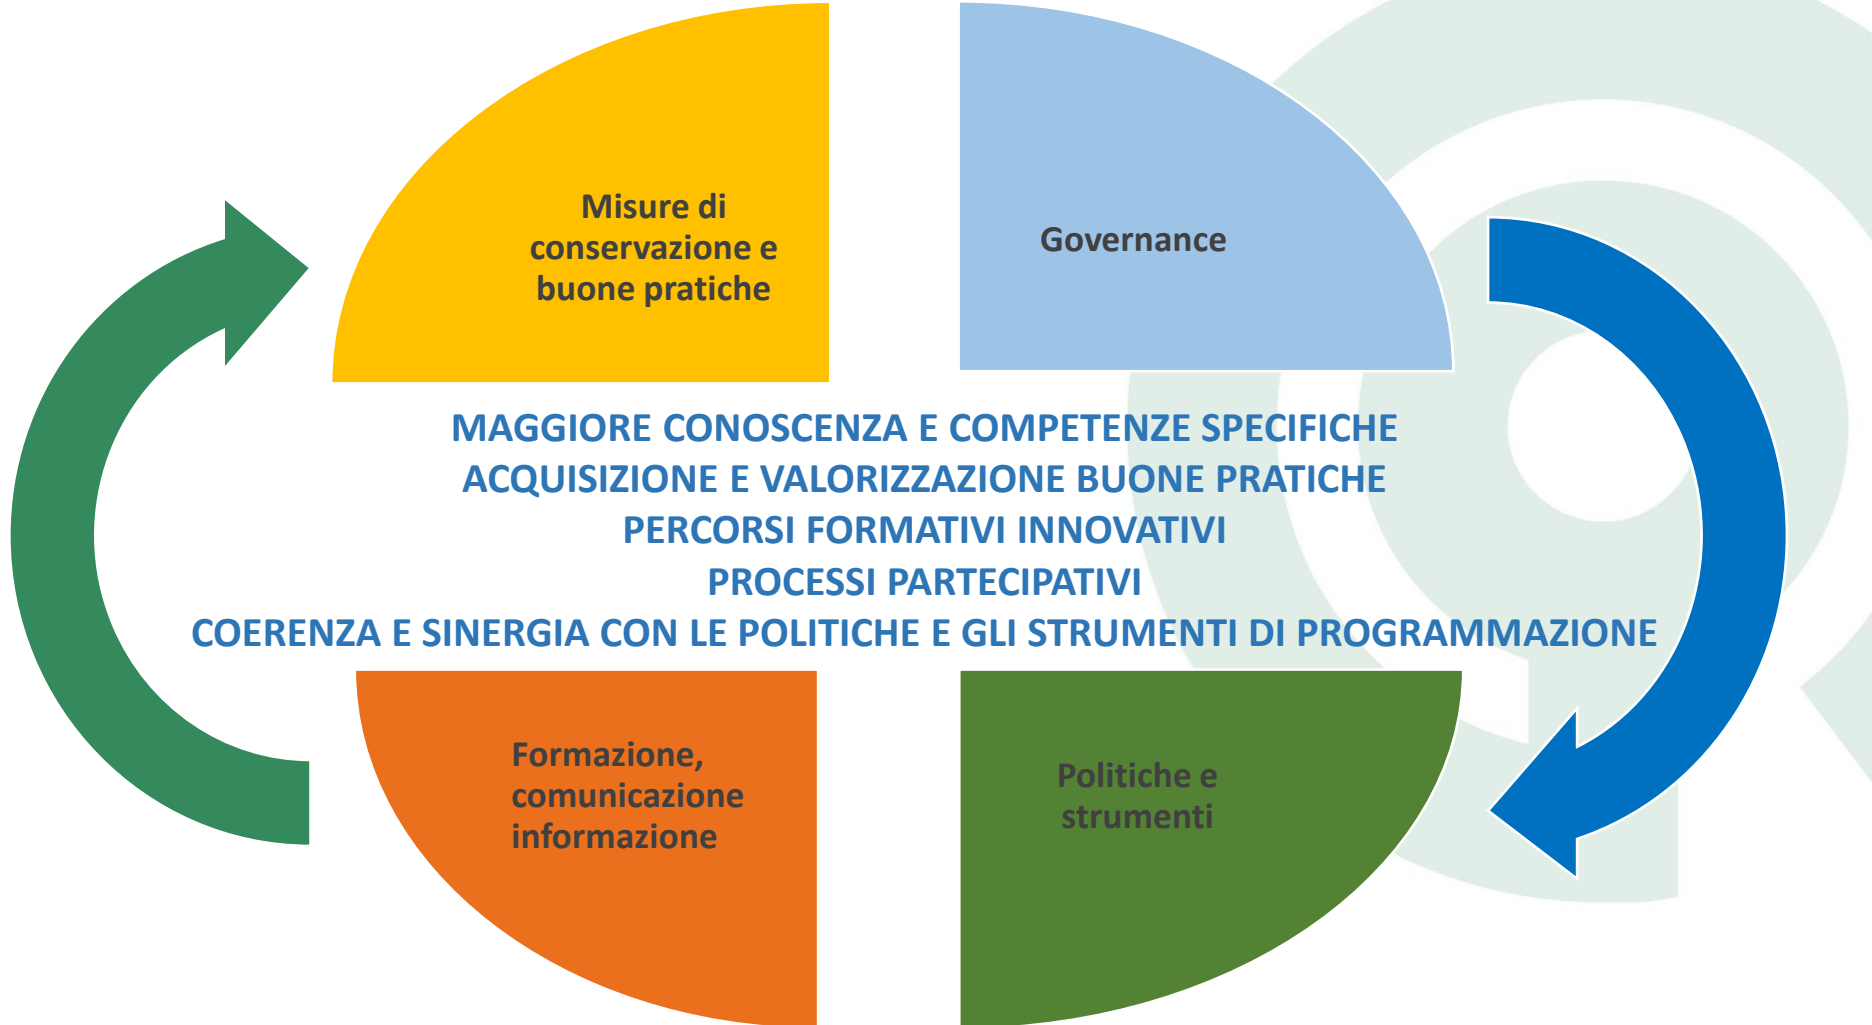 Misure di
conservazione e
buone pratiche
Governance
MAGGIORE CONOSCENZA E COMPETENZE SPECIFICHE
ACQUISIZIONE E VALORIZZAZIONE BUONE PRATICHE
PERCORSI FORMATIVI INNOVATIVI
PROCESSI PARTECIPATIVI
COERENZA E SINERGIA CON LE POLITICHE E GLI STRUMENTI DI PROGRAMMAZIONE
Formazione,
comunicazione
informazione
Politiche e
strumenti